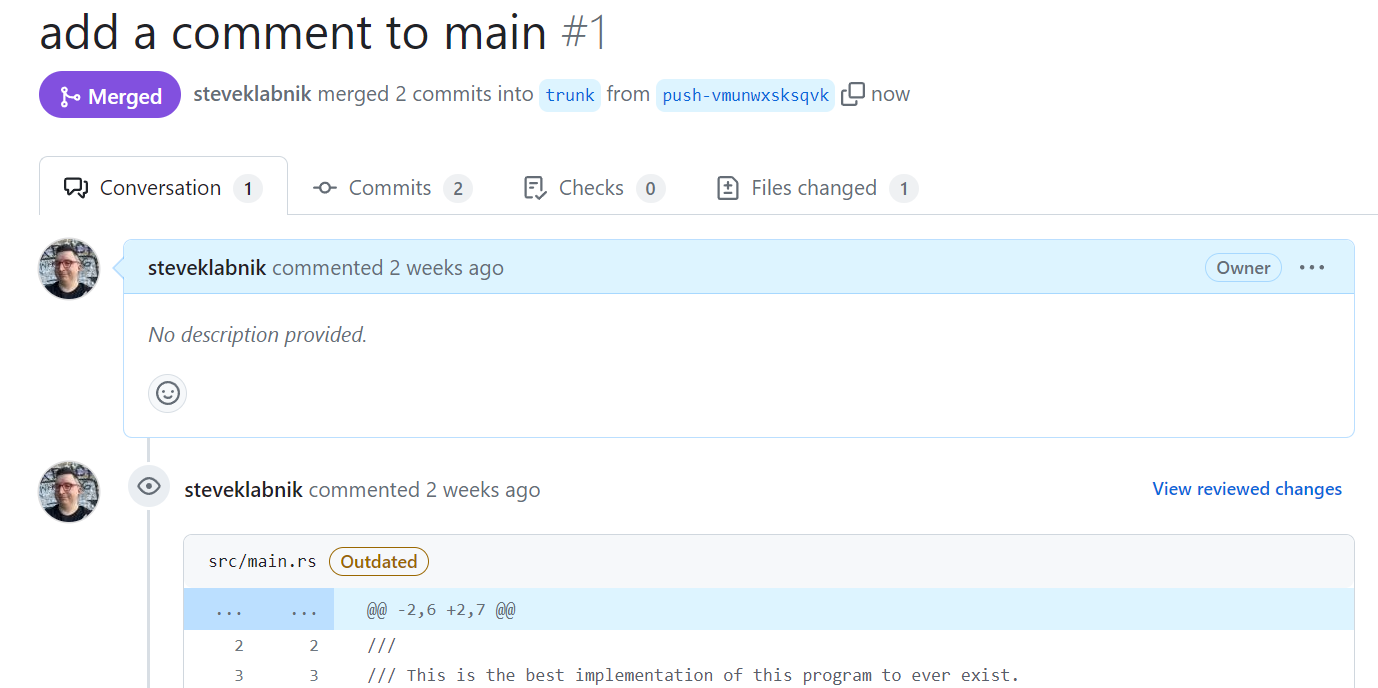 add a comment to main #1
Merged steveklabnik merged 2 commits into trunk from push-vmunwxsksqvk now
Conversation 1 Commits 2 Checks 0 Files changed 1
steveklabnik commented 2 weeks ago Owner ...
No description provided.
steveklabnik commented 2 weeks ago View reviewed changes
src/main.rs Outdated
... ... @@ -2,6 +2,7 @@
2 2 ///
3 3 /// This is the best implementation of this program to ever exist.